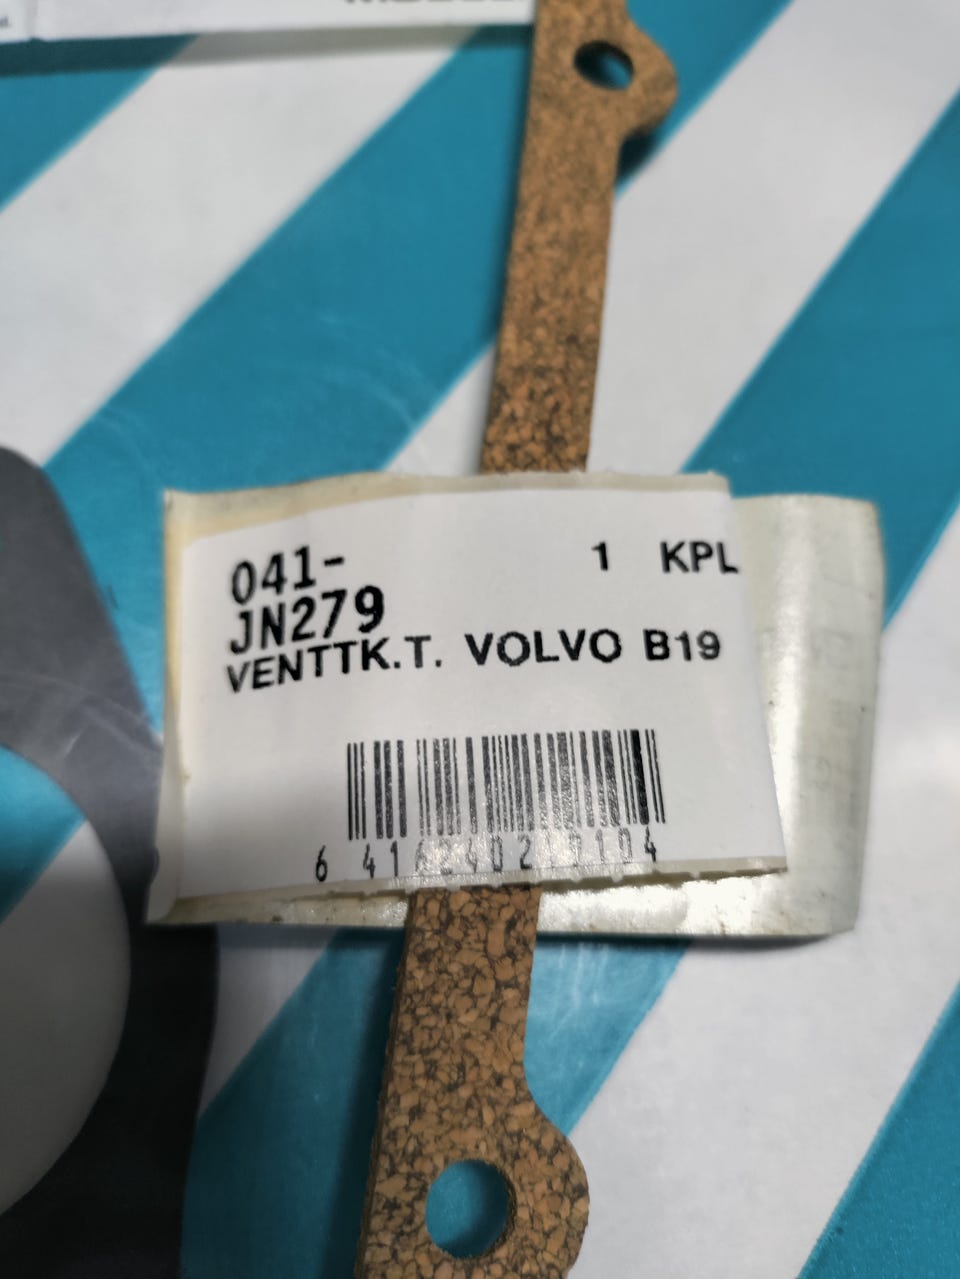 041-
1 KPL
JN279
VENTTK.T. VOLVO B19